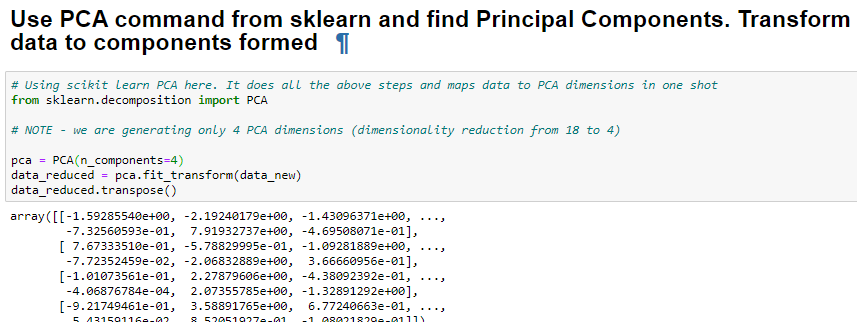 Use PCA command from sklearn and find Principal Components. Transform
data to components formed ¶
# Using scikit learn PCA here. It does all the above steps and maps data to PCA dimensions in one shot
from sklearn.decomposition import PCA
# NOTE - we are generating only 4 PCA dimensions (dimensionality reduction from 18 to 4)
pca = PCA(n_components=4)
data_reduced = pca.fit_transform(data_new)
data_reduced.transpose()
array([[-1.59285540e+00, -2.19240179e+00, -1.43096371e+00, ...,
-7.32560593e-01, 7.91932737e+00, -4.69508071e-01],
[ 7.67333510e-01, -5.78829995e-01, -1.09281889e+00, ...,
-7.72352459e-02, -2.06832889e+00, 3.66660956e-01],
[-1.01073561e-01, 2.27879606e+00, -4.38092392e-01, ...,
-4.06876784e-04, 2.07355785e+00, -1.32891292e+00],
[-9.21749461e-01, 3.58891765e+00, 6.77240663e-01, ...,
5.43159116e-02, 8.52051927e-01, -1.08021829e-01]])